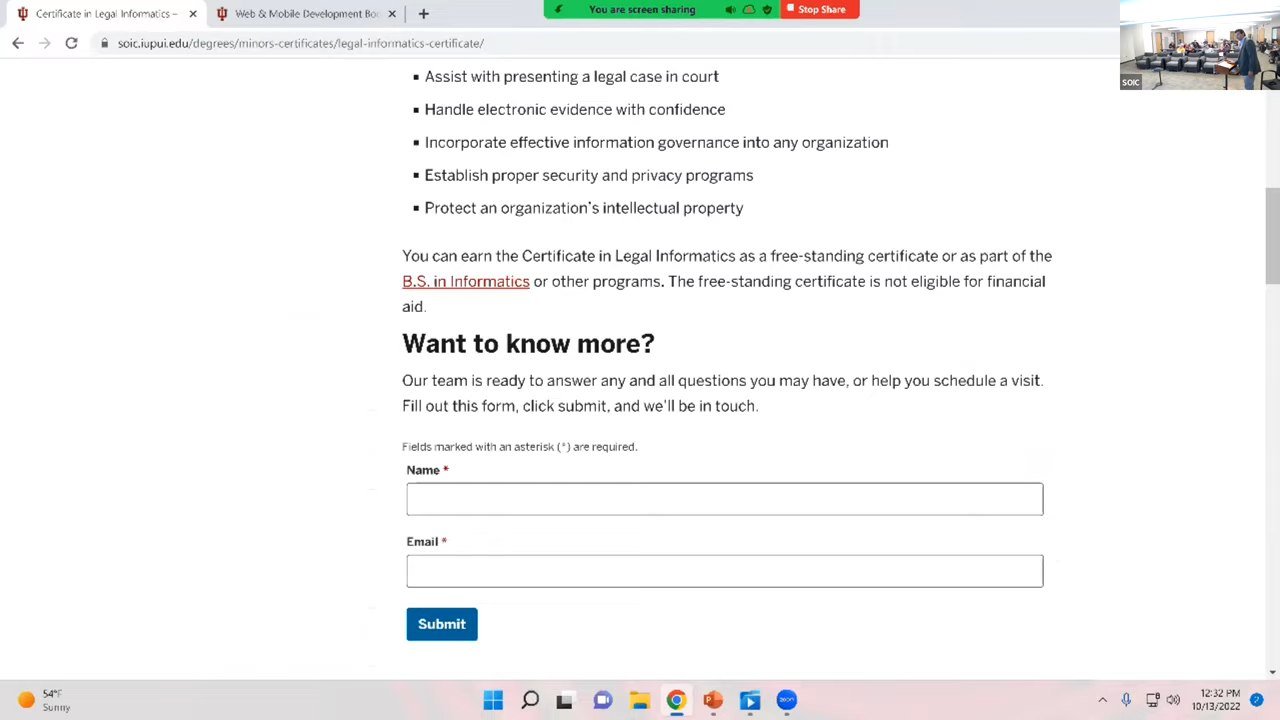 Certificate in Legal Informatics –
Web & Mobile Development Bo
You are screen sharing
Stop Share
soic.iupui.edu/degrees/minors-certificates/legal-informatics-certificate/
SOIC
Assist with presenting a legal case in court
Handle electronic evidence with confidence
Incorporate effective information governance into any organization
Establish proper security and privacy programs
Protect an organization's intellectual property
You can earn the Certificate in Legal Informatics as a free-standing certificate or as part of the
B.S. in Informatics or other programs. The free-standing certificate is not eligible for financial
aid.
Want to know more?
Our team is ready to answer any and all questions you may have, or help you schedule a visit.
Fill out this form, click submit, and we'll be in touch.
Fields marked with an asterisk (*) are required.
Name *
Email *
Submit
54°F
Sunny
12:32 PM
10/13/2022
2